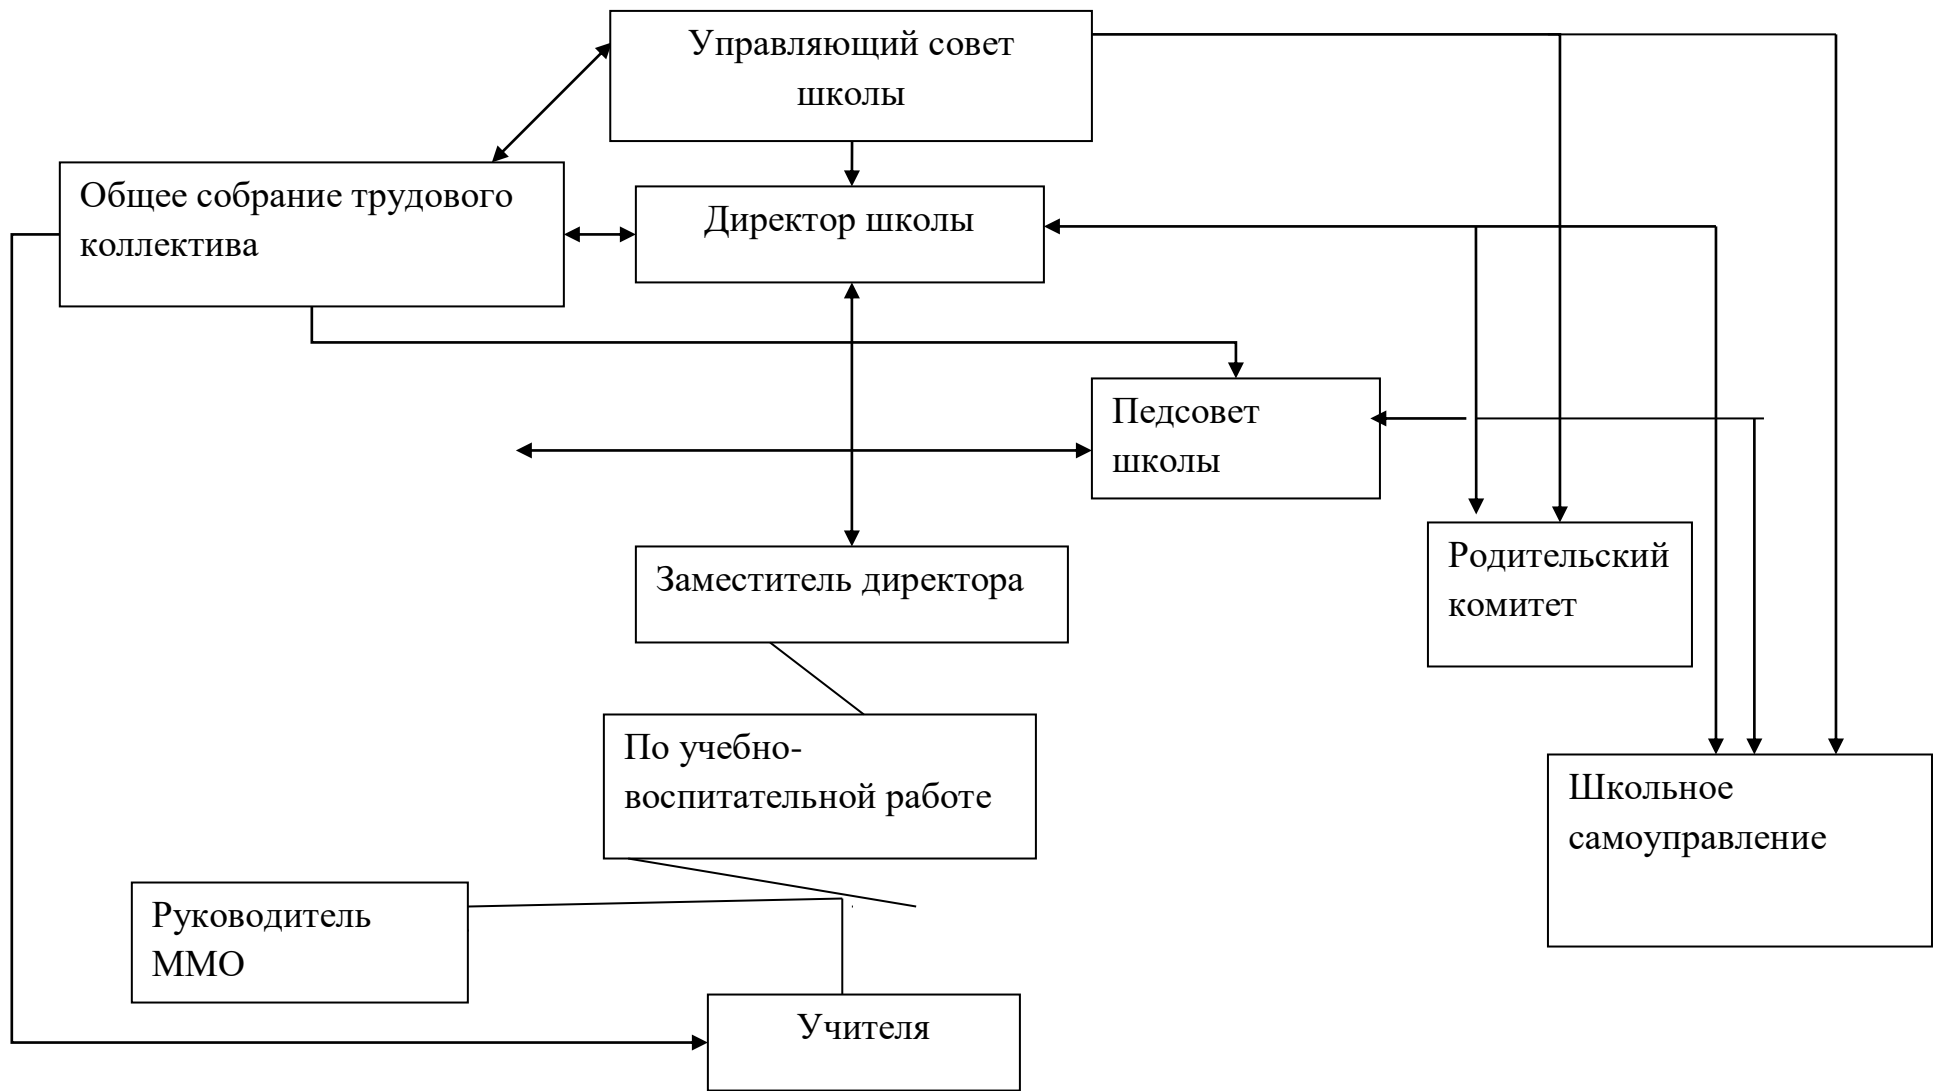 Управляющий совет
школы
Общее собрание трудового
коллектива
Директор школы
Педсовет
школы
Заместитель директора
Родительский
комитет
По учебно-
воспитательной работе
Школьное
самоуправление
Руководитель
ММО
Учителя